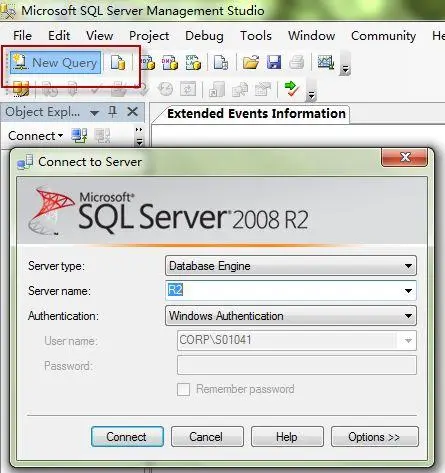 Microsoft SQL Server Management Studio
File Edit View Project Debug Tools Window Community Help
New Query
Object Expl...
Connect
Extended Events Information
Connect to Server
Microsoft
SQL Server 2008 R2
Server type: Database Engine
Server name: R2
Authentication: Windows Authentication
User name: CORP\S01041
Password:
Remember password
Connect Cancel Help Options >>